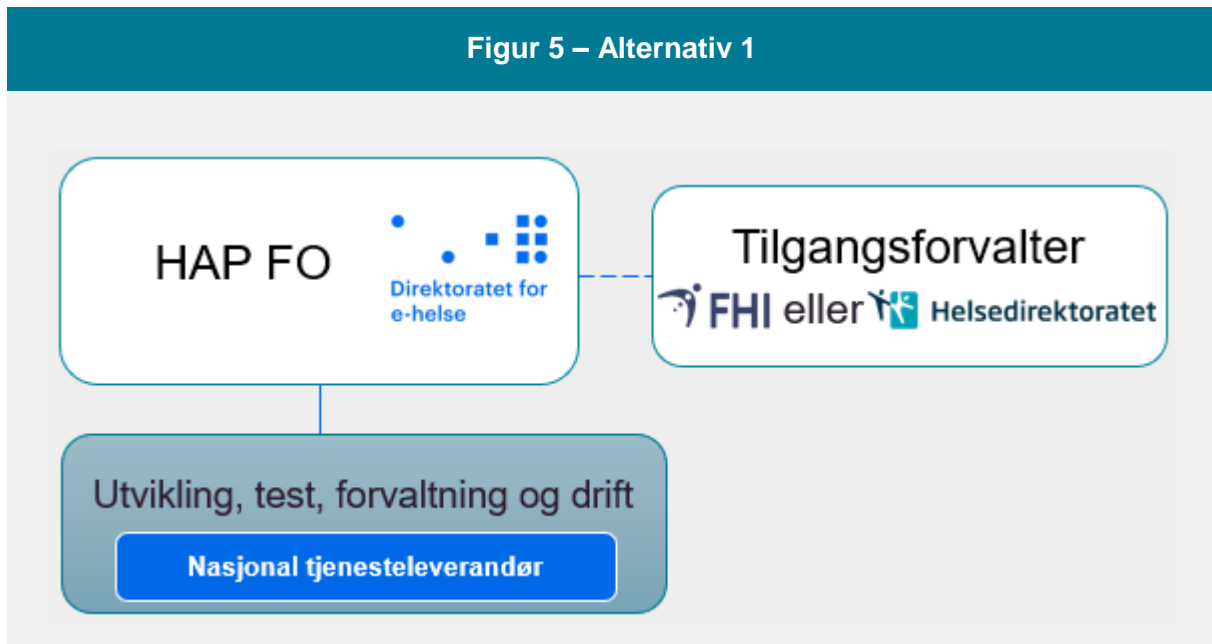 Figur 5 – Alternativ 1
HAP FO
Direktoratet for
e-helse
Tilgangsforvalter
FHI eller Helsedirektoratet
Utvikling, test, forvaltning og drift
Nasjonal tjenesteleverandør